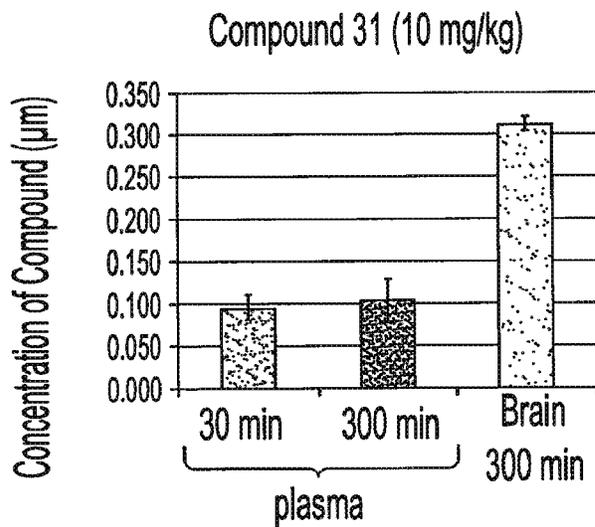 Compound 31 (10 mg/kg)
Concentration of Compound (µm)
0.350
0.300
0.250
0.200
0.150
0.100
0.050
0.000
30 min
300 min
Brain
300 min
plasma